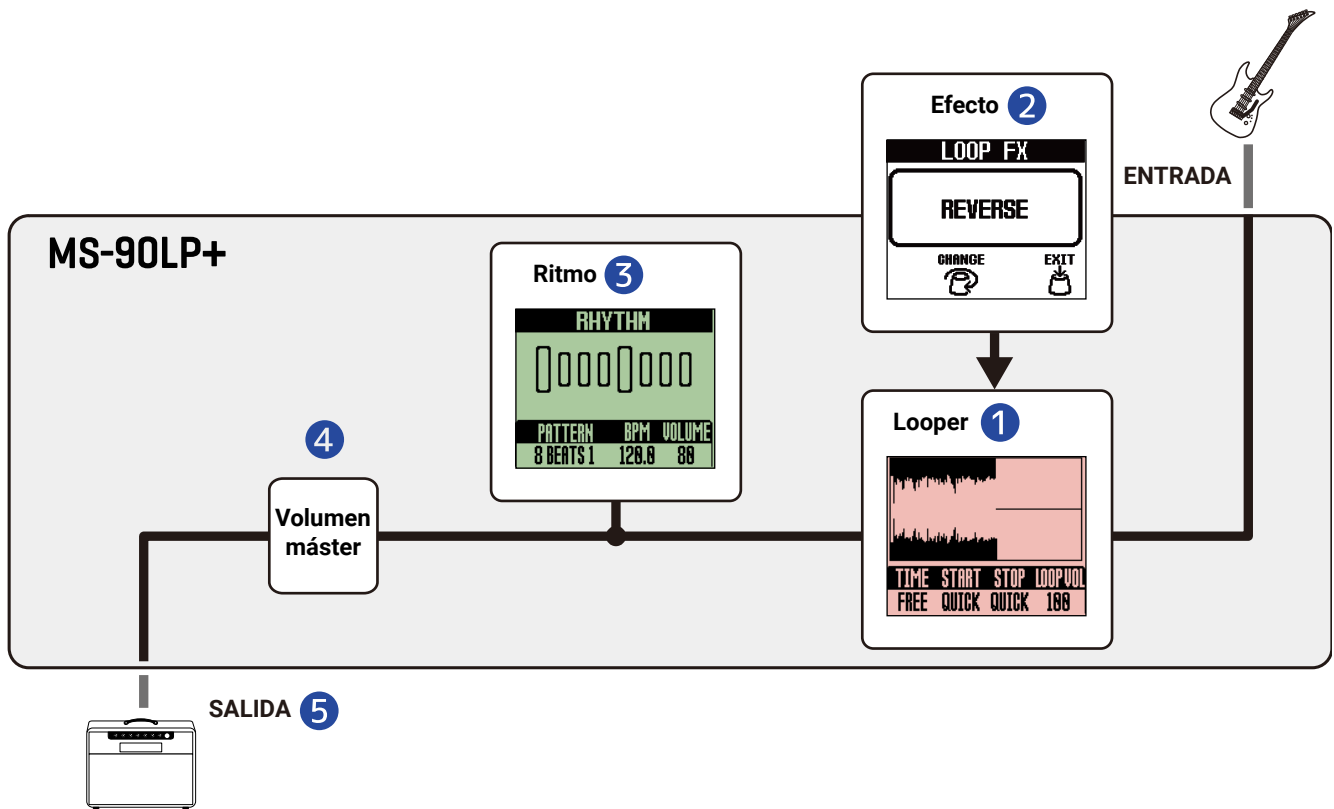 Efecto 2
LOOP FX
REVERSE
CHANGE EXIT
ENTRADA
MS-90LP+
Ritmo 3
RHYTHM
PATTERN BPM VOLUME
8 BEATS 1 120.0 80
Looper 1
TIME START STOP LOOPVOL
FREE QUICK QUICK 100
4
Volumen
máster
SALIDA 5